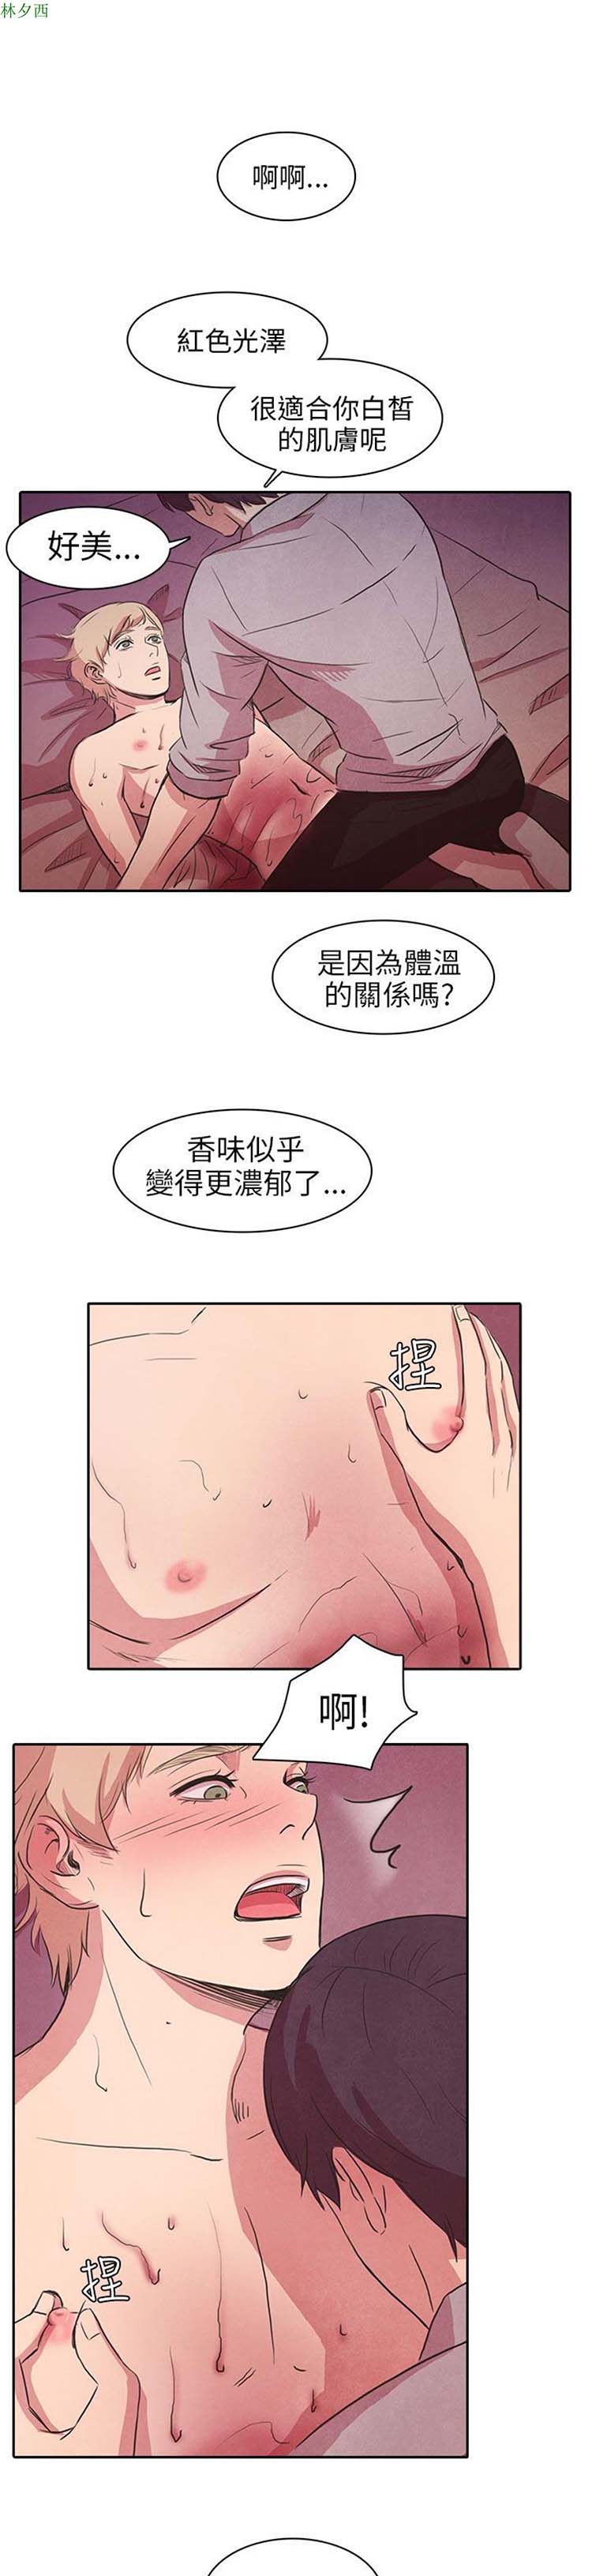 林夕西
啊啊...
紅色光澤
很適合你白皙
的肌膚呢
好美...
是因為體溫
的關係嗎?
香味似乎
變得更濃郁了...
捏
啊!
捏